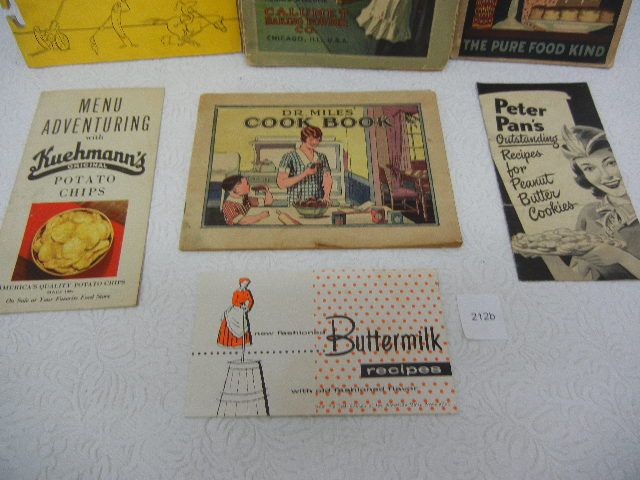 CALUMET
BAKING POWDER
CO.
CHICAGO, ILL. U.S.A.
THE PURE FOOD KIND
MENU
ADVENTURING
with
Kuehmann's
ORIGINAL
POTATO
CHIPS
AMERICA'S QUALITY POTATO CHIPS
On Sale at Your Favorite Food Store
DR. MILES'
COOK BOOK
Peter
Pan's
Outstanding
Recipes
for
Peanut
Butter
Cookies
new fashioned
Buttermilk
recipes
with old fashioned flavor
212b